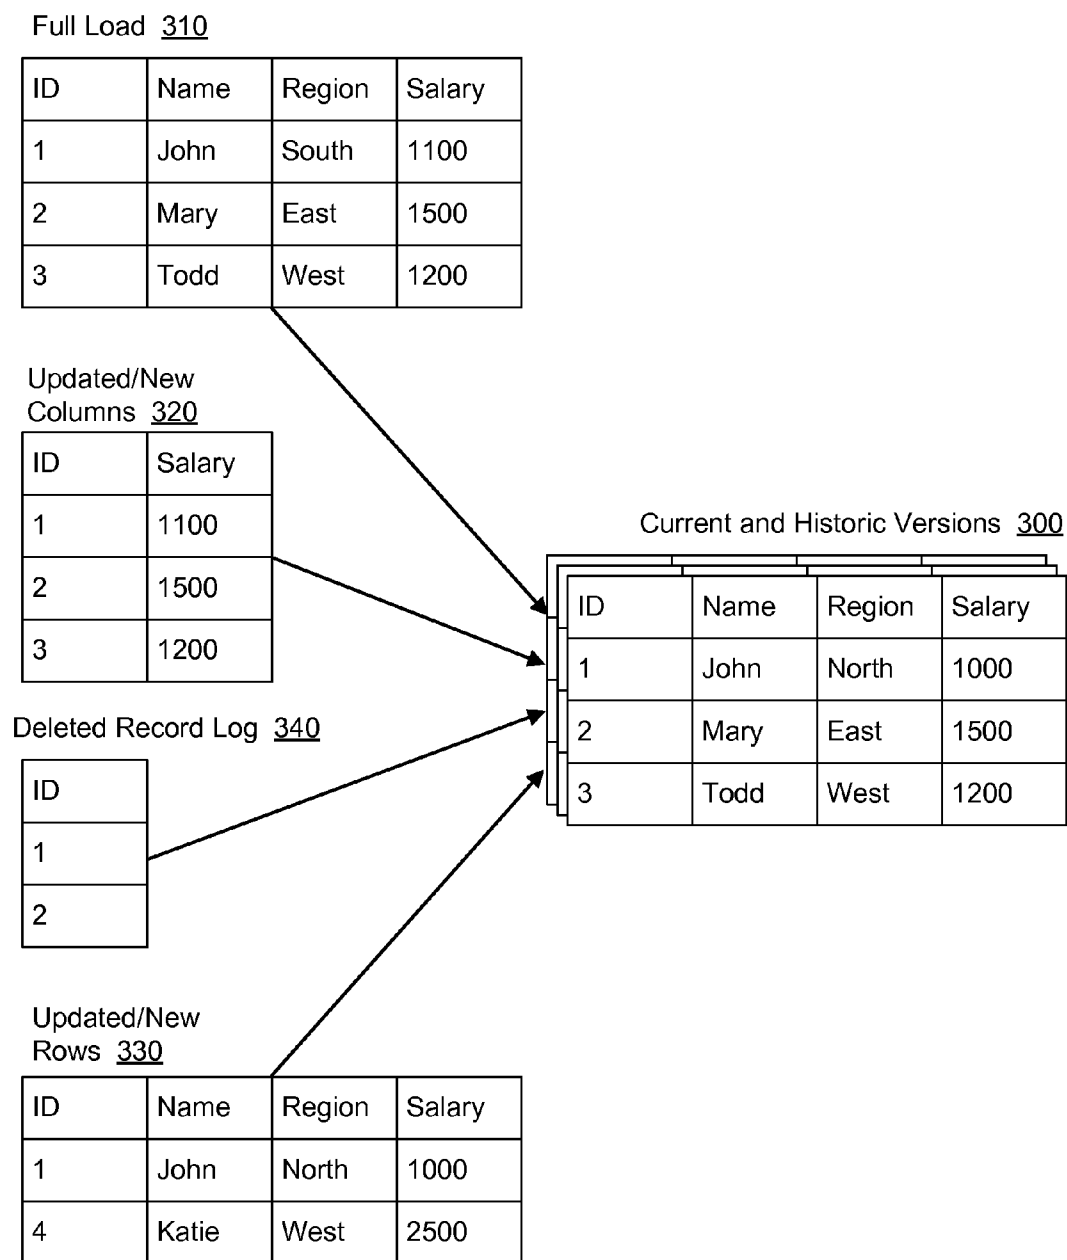 Full Load 310
ID Name Region Salary
1 John South 1100
2 Mary East 1500
3 Todd West 1200
Updated/New
Columns 320
ID Salary
1 1100
2 1500
3 1200
Current and Historic Versions 300
ID Name Region Salary
1 John North 1000
2 Mary East 1500
3 Todd West 1200
Deleted Record Log 340
ID
1
2
Updated/New
Rows 330
ID Name Region Salary
1 John North 1000
4 Katie West 2500